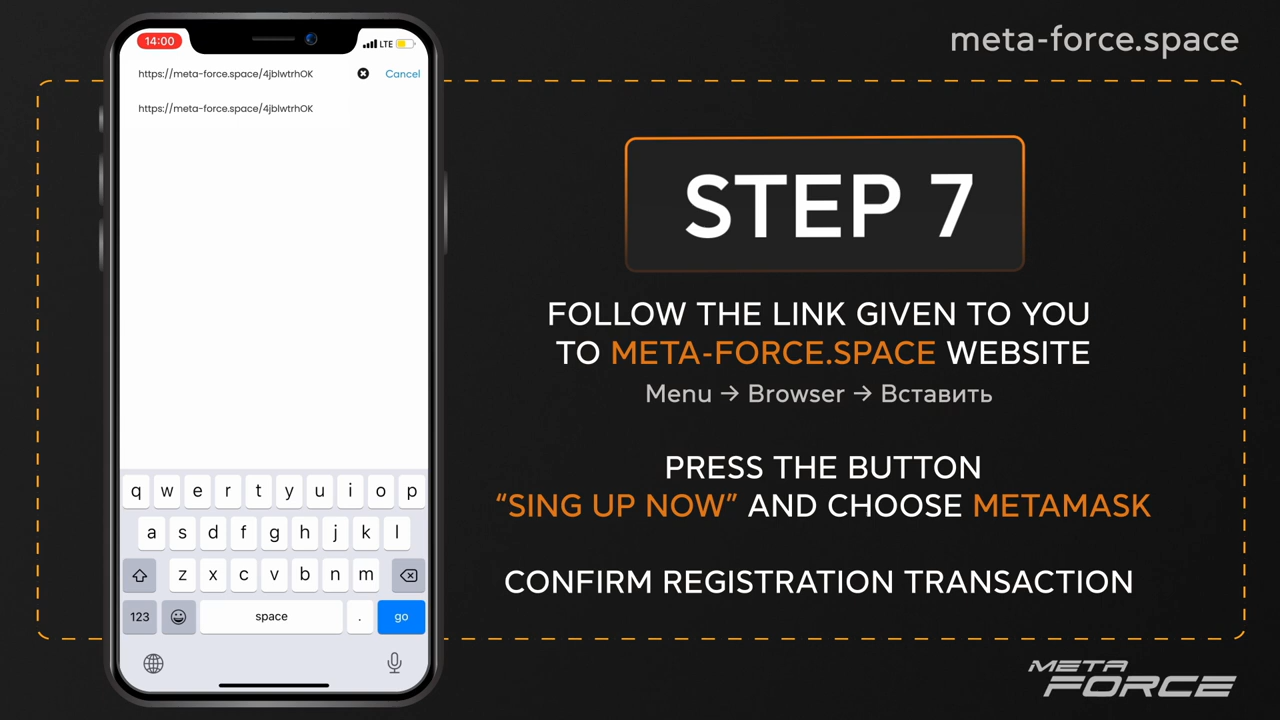 meta-force.space
14:00
LTE
https://meta-force.space/4jblwtrhOK
Cancel
https://meta-force.space/4jblwtrhOK
STEP 7
FOLLOW THE LINK GIVEN TO YOU
TO META-FORCE.SPACE WEBSITE
Menu → Browser → Вставить
PRESS THE BUTTON
“SING UP NOW” AND CHOOSE METAMASK
CONFIRM REGISTRATION TRANSACTION
q w e r t y u i o p
a s d f g h j k l
z x c v b n m
123 space . go
META
FORCE